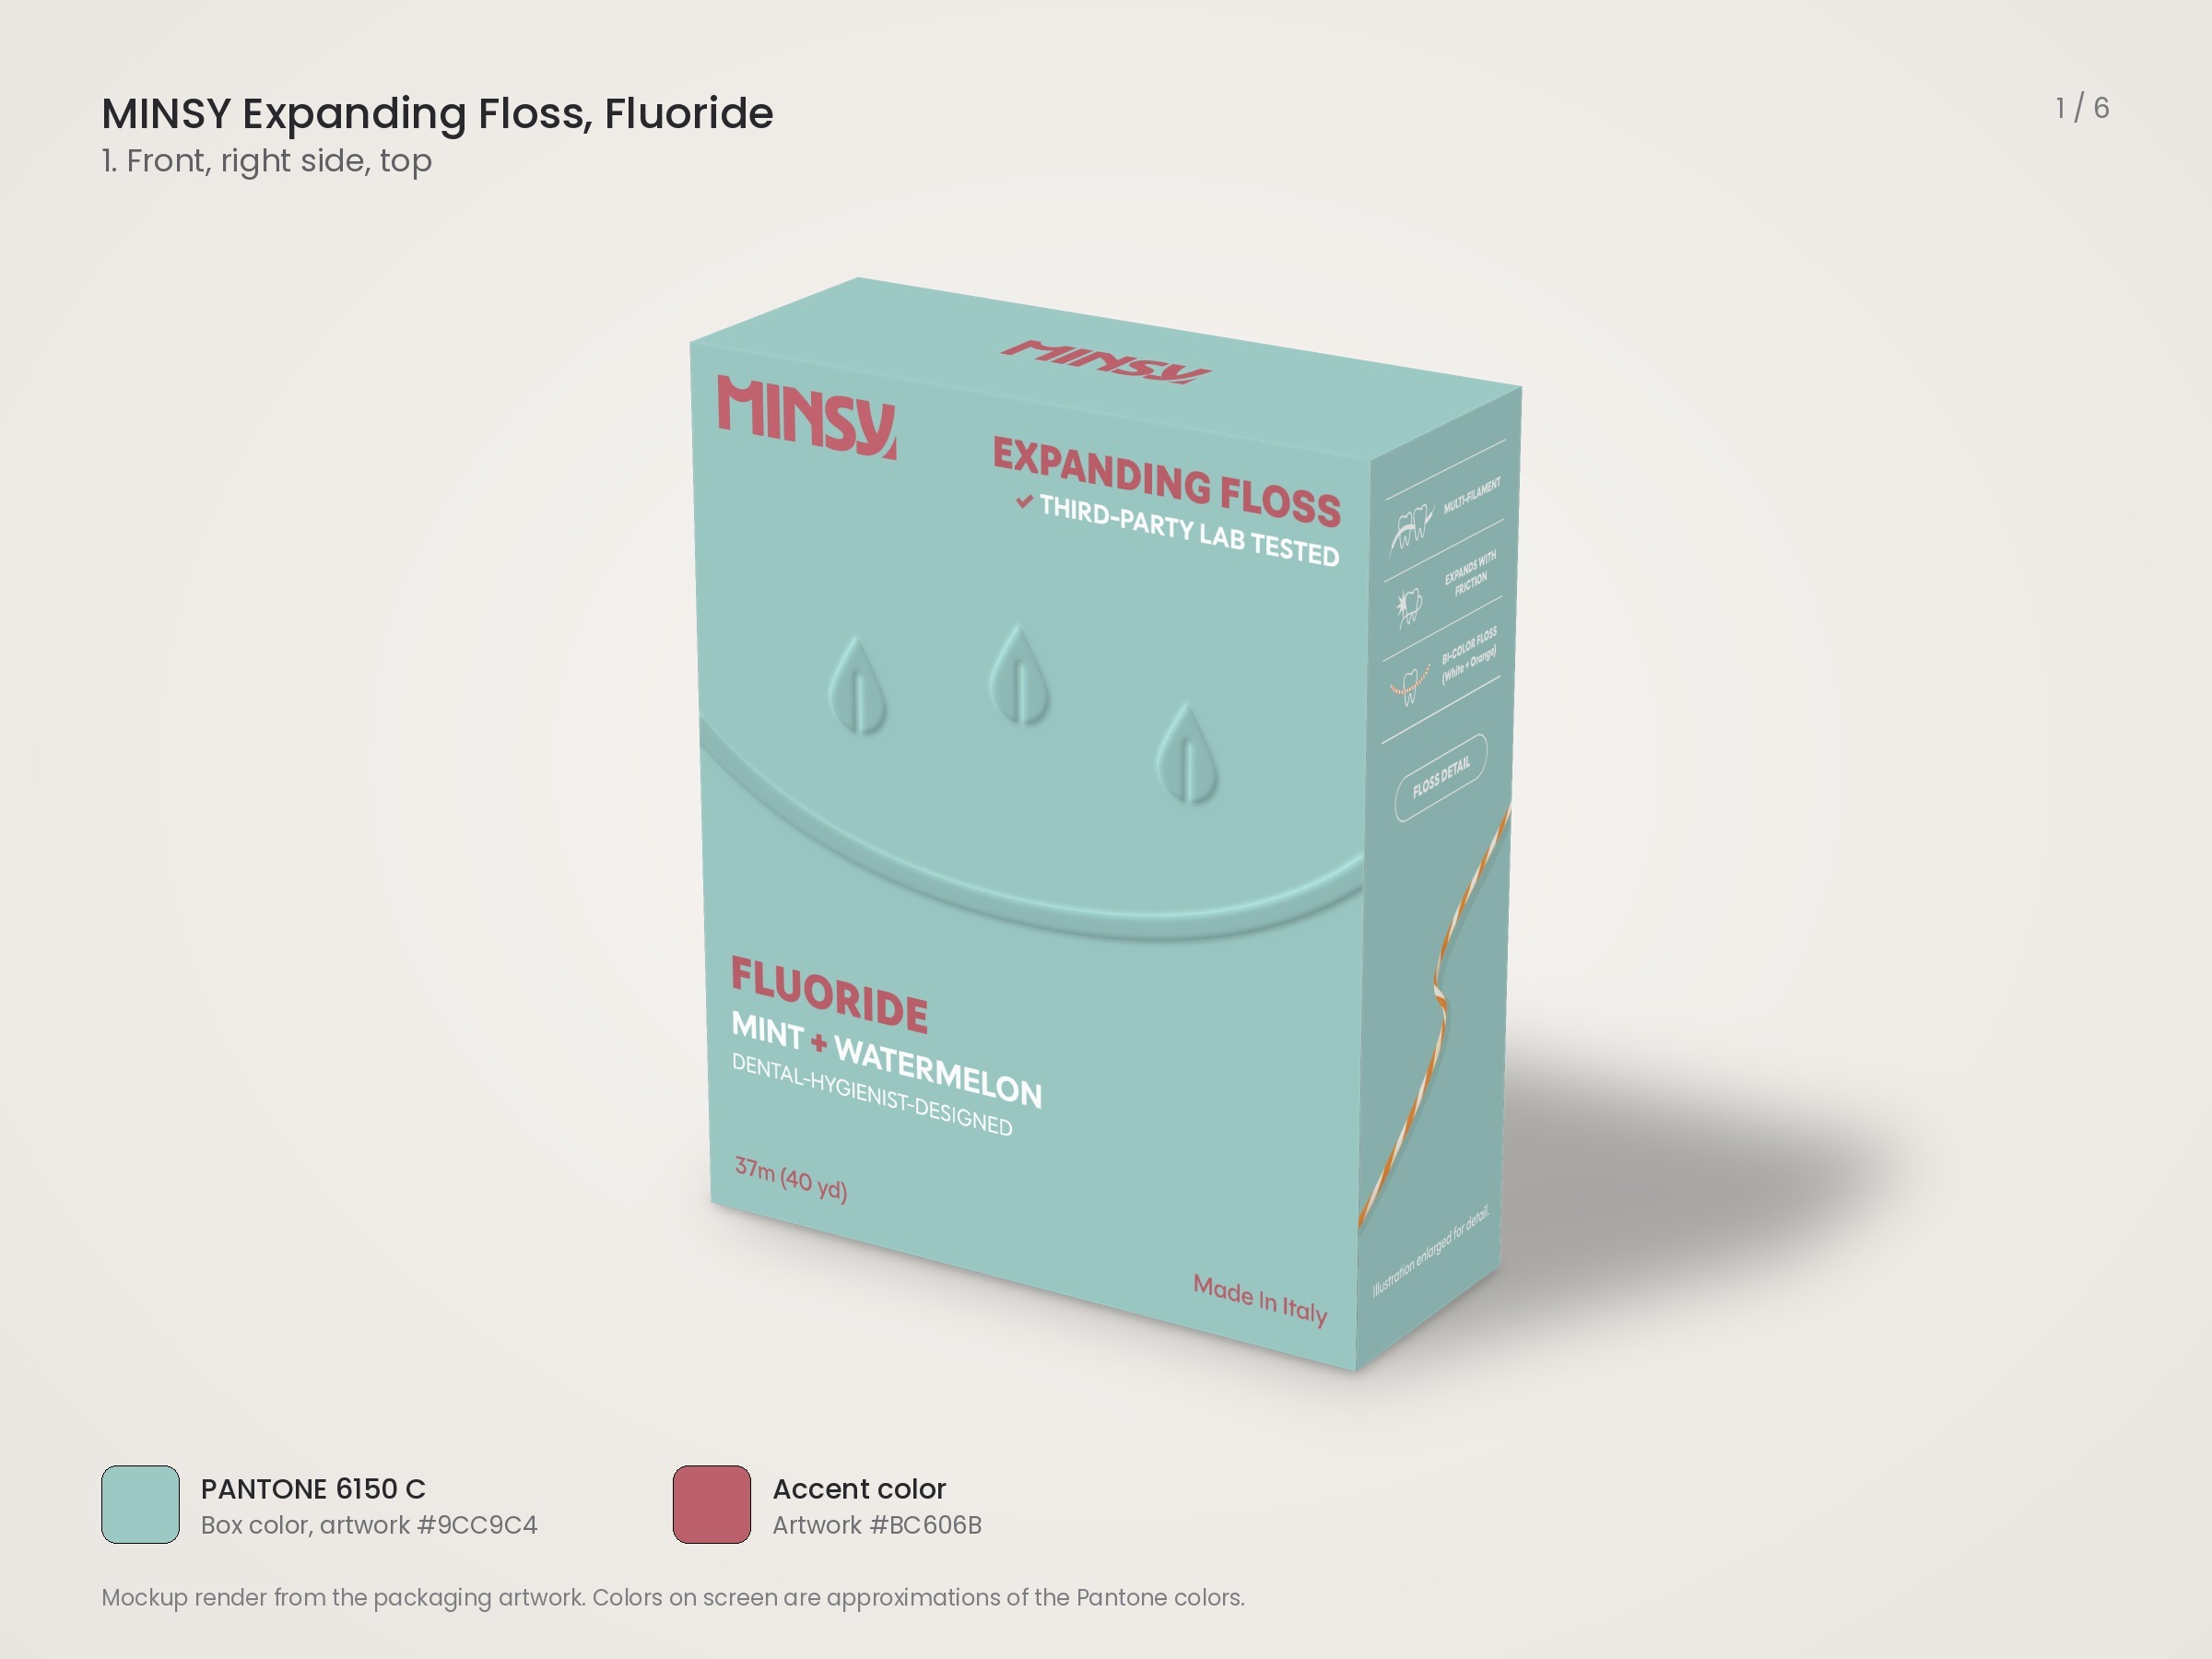 MINSY Expanding Floss, Fluoride
1. Front, right side, top
1 / 6
MINSY
MINSY
EXPANDING FLOSS
✓ THIRD-PARTY LAB TESTED
FLUORIDE
MINT + WATERMELON
DENTAL-HYGIENIST-DESIGNED
37m (40 yd)
Made In Italy
MULTI-FILAMENT
EXPANDS WITH
FRICTION
BI-COLOR FLOSS
(White + Orange)
FLOSS DETAIL
Illustration enlarged for detail.
PANTONE 6150 C
Box color, artwork #9CC9C4
Accent color
Artwork #BC606B
Mockup render from the packaging artwork. Colors on screen are approximations of the Pantone colors.